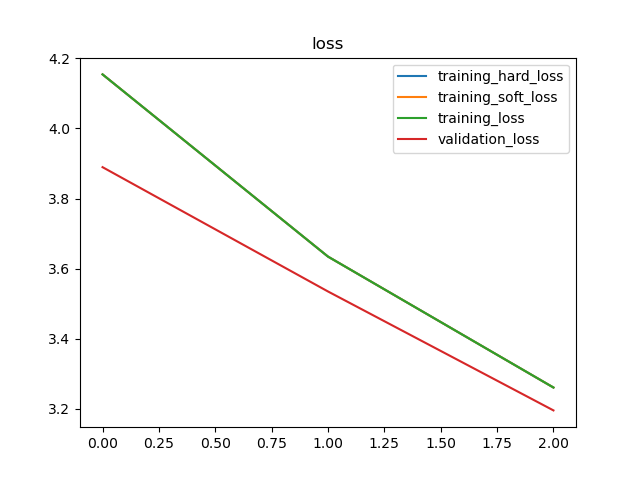 loss
training_hard_loss
training_soft_loss
training_loss
validation_loss
4.2
4.0
3.8
3.6
3.4
3.2
0.00 0.25 0.50 0.75 1.00 1.25 1.50 1.75 2.00